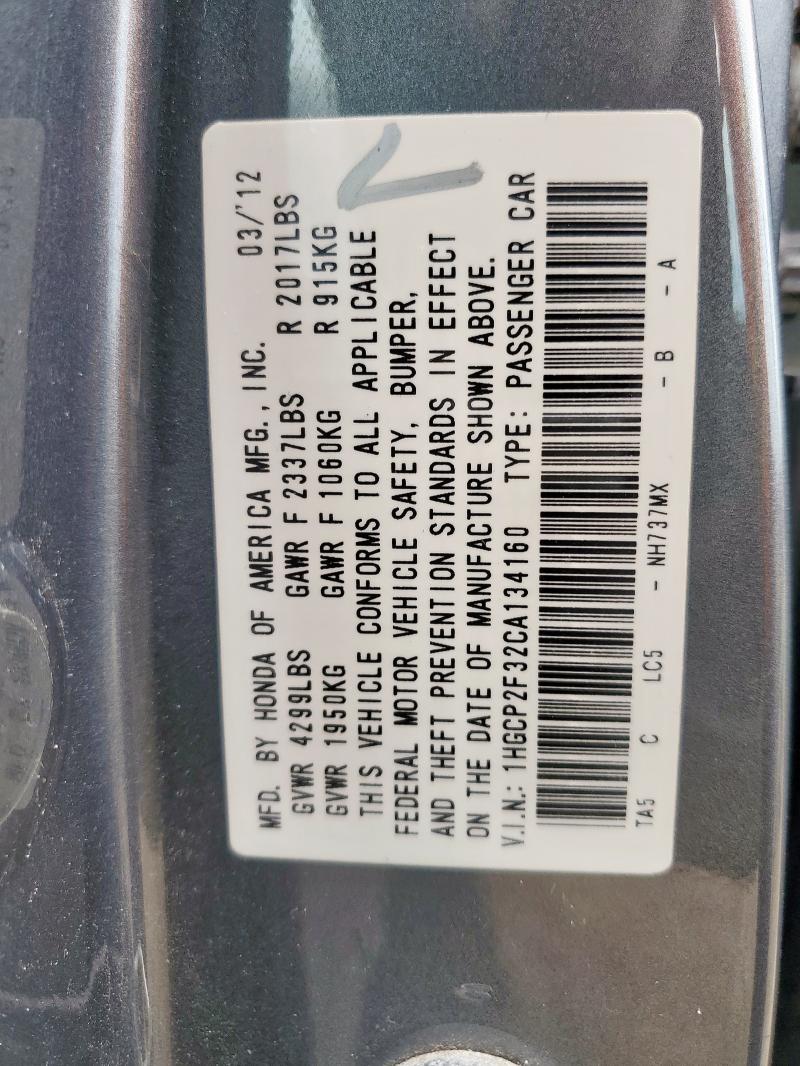 MFD. BY HONDA OF AMERICA MFG., INC. 03/'12
GVWR 4299LBS GAWR F 2337LBS R 2017LBS
GVWR 1950KG GAWR F 1060KG R 915KG
THIS VEHICLE CONFORMS TO ALL APPLICABLE
FEDERAL MOTOR VEHICLE SAFETY, BUMPER,
AND THEFT PREVENTION STANDARDS IN EFFECT
ON THE DATE OF MANUFACTURE SHOWN ABOVE.
V.I.N.: 1HGCP2F32CA134160 TYPE: PASSENGER CAR
TA5 C LC5 - NH737MX - B - A